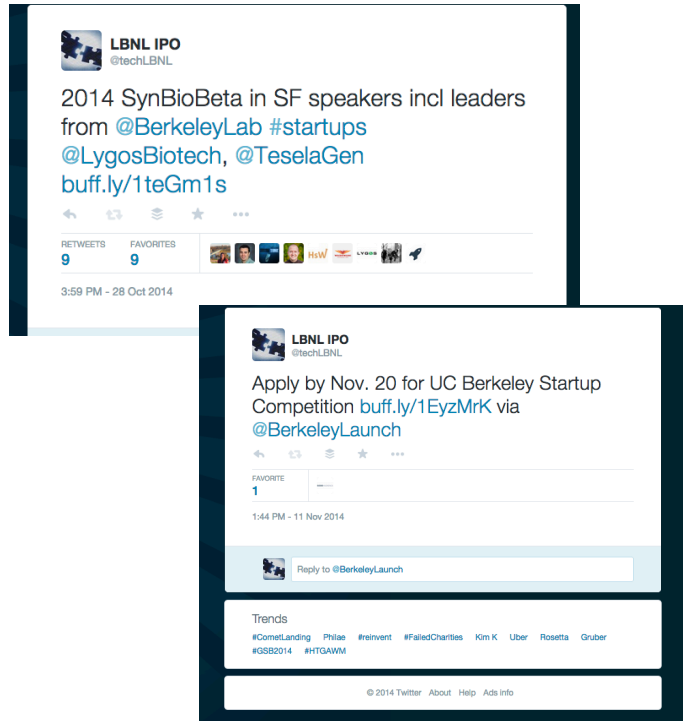 LBNL IPO
@techLBNL
2014 SynBioBeta in SF speakers incl leaders
from @BerkeleyLab #startups
@LygosBiotech, @TeselaGen
buff.ly/1teGm1s
RETWEETS FAVORITES
9 9
HsW
LYGOS
3:59 PM - 28 Oct 2014
LBNL IPO
@techLBNL
Apply by Nov. 20 for UC Berkeley Startup
Competition buff.ly/1EyzMrK via
@BerkeleyLaunch
FAVORITE
1
1:44 PM - 11 Nov 2014
Reply to @BerkeleyLaunch
Trends
#CometLanding Philae #reinvent #FailedCharities Kim K Uber Rosetta Gruber
#GSB2014 #HTGAWM
© 2014 Twitter About Help Ads info